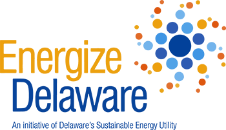 Energize
Delaware
An initiative of Delaware's Sustainable Energy Utility